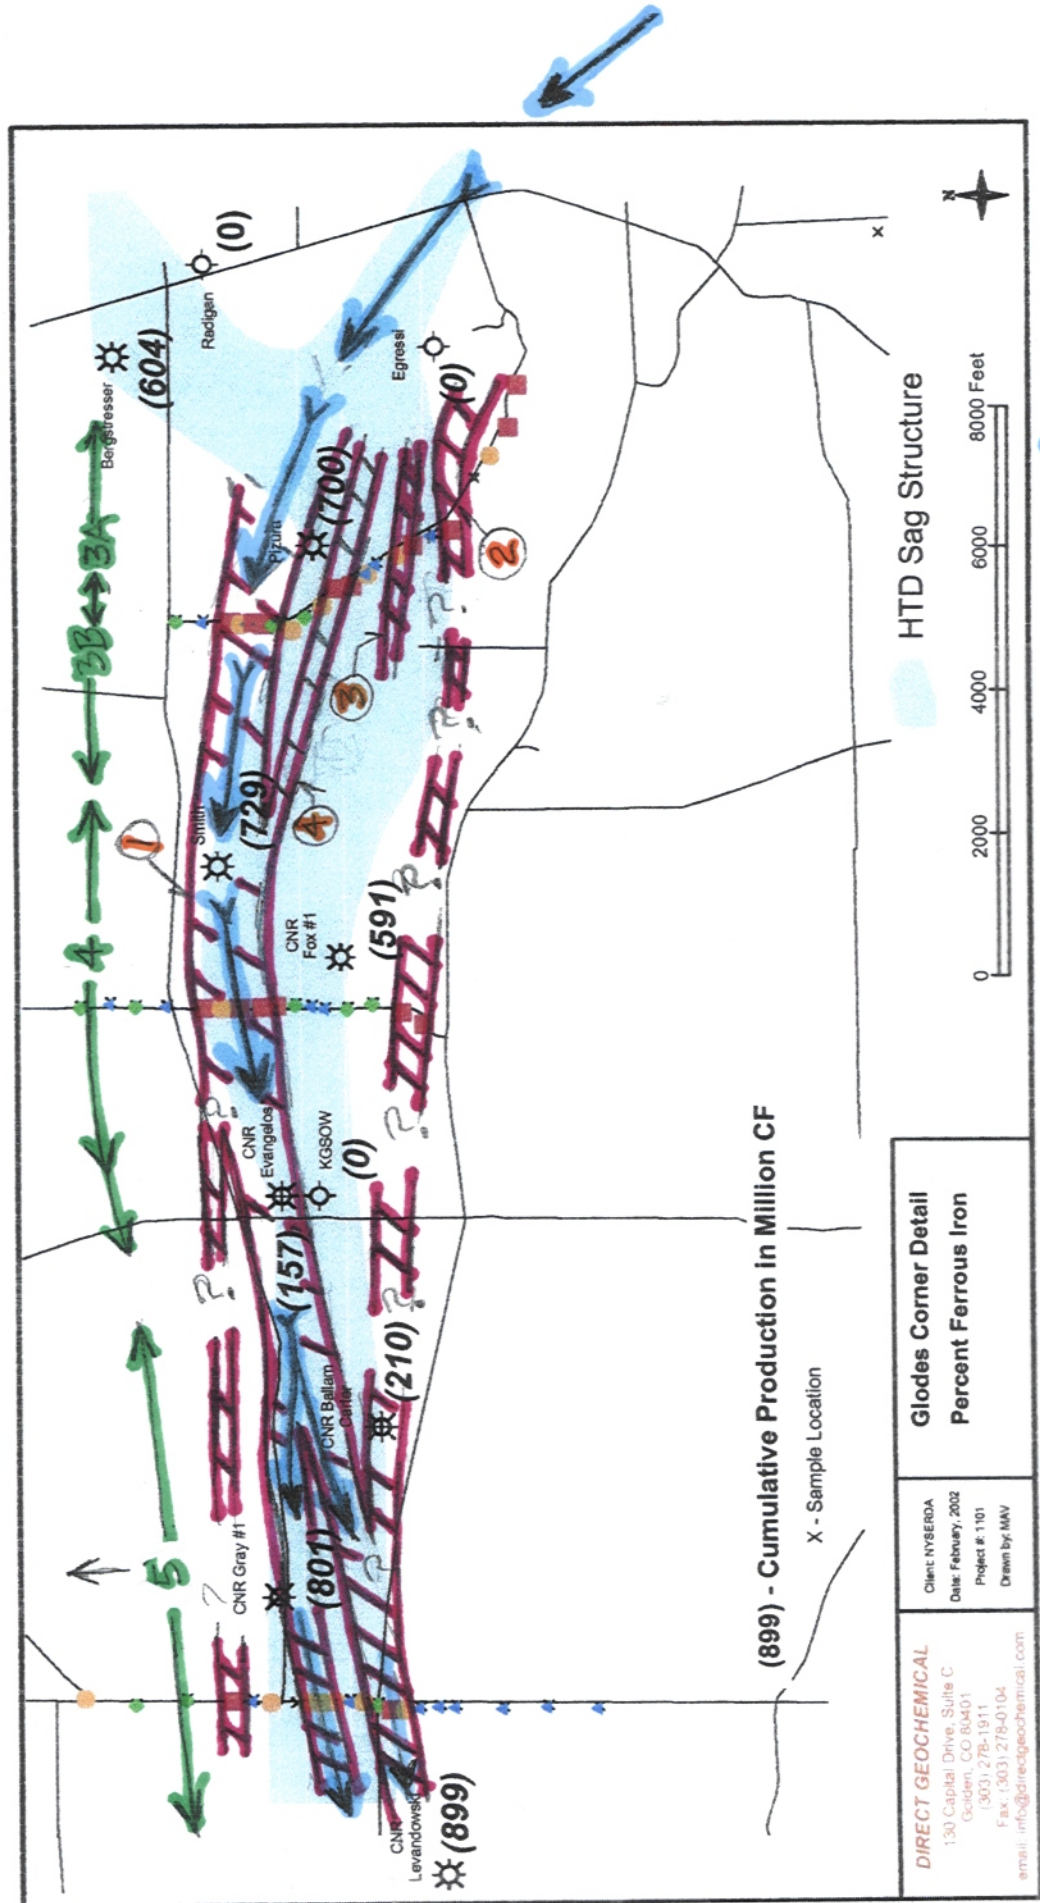 5
4
3B
3A
Bergstresser
(604)
Radigan
(0)
1
Smith
(729)
Pizura
(700)
Egressi
(0)
CNR Gray #1
(801)
CNR
Evangelos
(157)
KGSOW
(0)
CNR
Fox #1
(591)
4
3
2
CNR Ballam
Carter
(210)
CNR
Levandowski
(899)
?
?
?
?
?
?
?
?
HTD Sag Structure
N
0 2000 4000 6000 8000 Feet
(899) - Cumulative Production in Million CF
X - Sample Location
DIRECT GEOCHEMICAL
130 Capital Drive, Suite C
Golden, CO 80401
(303) 278-1911
Fax: (303) 278-0104
email: info@directgeochemical.com
Client: NYSERDA
Date: February, 2002
Project #: 1101
Drawn by: MAV
Glodes Corner Detail
Percent Ferrous Iron